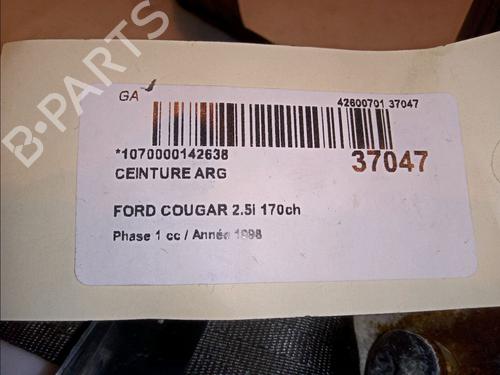 B-PARTS
GA
42600701 37047
*1070000142638
37047
CEINTURE ARG
FORD COUGAR 2.5i 170ch
Phase 1 cc / Année 1998